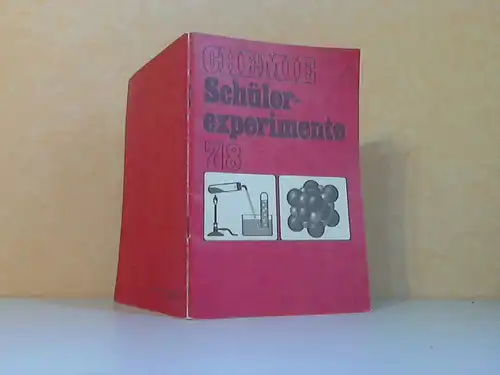 CHEMIE
Schüler-
experimente
7/8